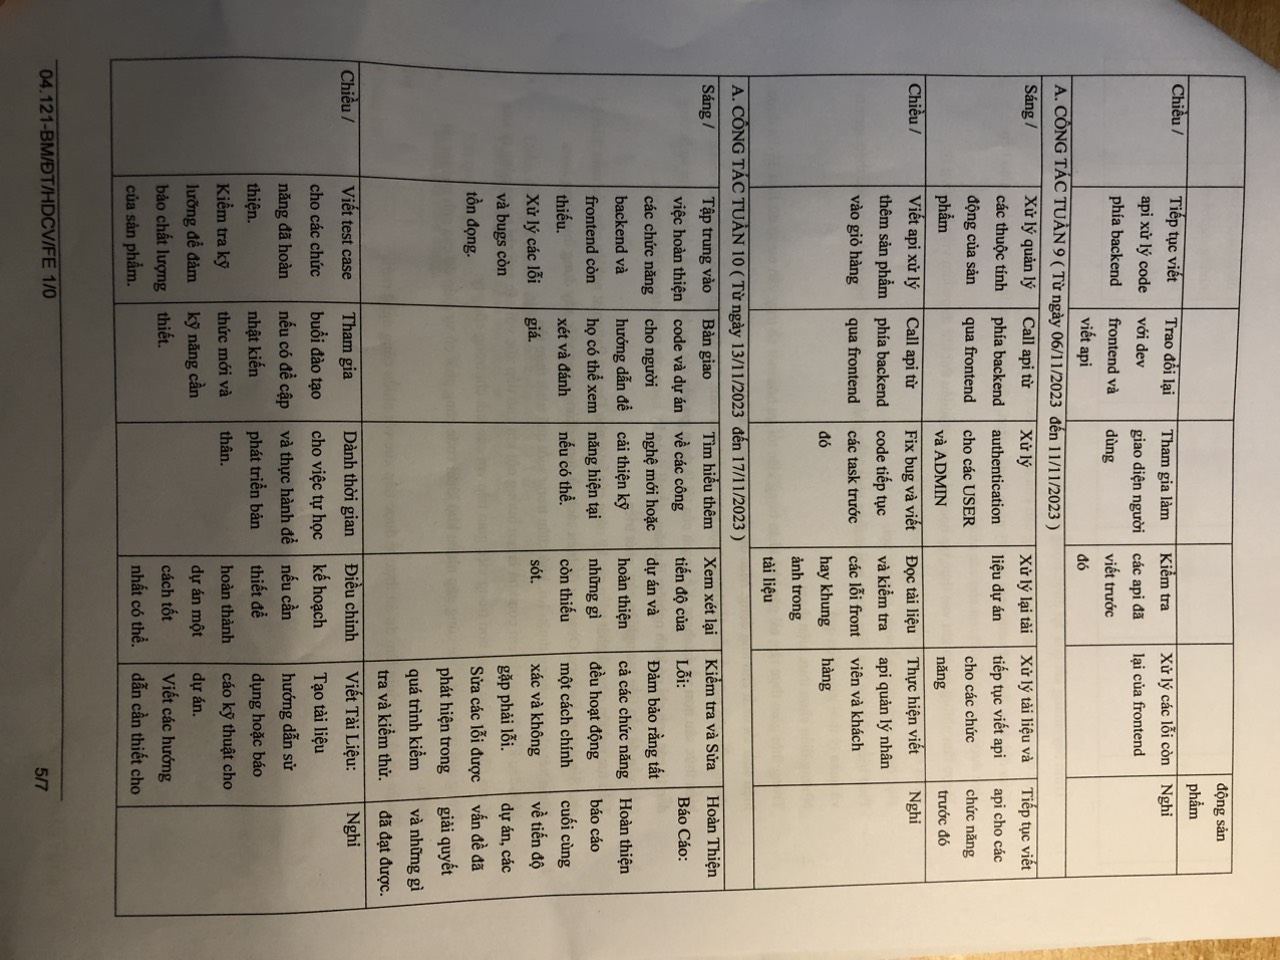 động sản
phẩm
Chiều /
Tiếp tục viết
api xử lý code
phía backend
Trao đổi lại
với dev
frontend và
viết api
Tham gia làm
giao diện người
dùng
Kiểm tra
các api đã
viết trước
đó
Xử lý các lỗi còn
lại của frontend
Nghỉ
A. CÔNG TÁC TUẦN 9 ( Từ ngày 06/11/2023 đến 11/11/2023 )
Sáng /
Xử lý quản lý
các thuộc tính
động của sản
phẩm
Call api từ
phía backend
qua frontend
Xử lý
authentication
cho các USER
và ADMIN
Xử lý lại tài
liệu dự án
Xử lý tài liệu và
tiếp tục viết api
cho các chức
năng
Tiếp tục viết
api cho các
chức năng
trước đó
Chiều /
Viết api xử lý
thêm sản phẩm
vào giỏ hàng
Call api từ
phía backend
qua frontend
Fix bug và viết
code tiếp tục
các task trước
đó
Đọc tài liệu
và kiểm tra
các lỗi front
hay khung
ảnh trong
tài liệu
Thực hiện viết
api quản lý nhân
viên và khách
hàng
Nghỉ
A. CÔNG TÁC TUẦN 10 ( Từ ngày 13/11/2023 đến 17/11/2023 )
Sáng /
Tập trung vào
việc hoàn thiện
các chức năng
backend và
frontend còn
thiếu.
Xử lý các lỗi
và bugs còn
tồn đọng.
Bàn giao
code và dự án
cho người
hướng dẫn để
họ có thể xem
xét và đánh
giá.
Tìm hiểu thêm
về các công
nghệ mới hoặc
cải thiện kỹ
năng hiện tại
nếu có thể.
Xem xét lại
tiến độ của
dự án và
hoàn thiện
những gì
còn thiếu
sót.
Kiểm tra và Sửa
Lỗi:
Đảm bảo rằng tất
cả các chức năng
đều hoạt động
một cách chính
xác và không
gặp phải lỗi.
Sửa các lỗi được
phát hiện trong
quá trình kiểm
tra và kiểm thử.
Hoàn Thiện
Báo Cáo:
Hoàn thiện
báo cáo
cuối cùng
về tiến độ
dự án, các
vấn đề đã
giải quyết
và những gì
đã đạt được.
Chiều /
Viết test case
cho các chức
năng đã hoàn
thiện.
Kiểm tra kỹ
lưỡng để đảm
bảo chất lượng
của sản phẩm.
Tham gia
buổi đào tạo
nếu có để cập
nhật kiến
thức mới và
kỹ năng cần
thiết.
Dành thời gian
cho việc tự học
và thực hành để
phát triển bản
thân.
Điều chỉnh
kế hoạch
nếu cần
thiết để
hoàn thành
dự án một
cách tốt
nhất có thể.
Viết Tài Liệu:
Tạo tài liệu
hướng dẫn sử
dụng hoặc báo
cáo kỹ thuật cho
dự án.
Viết các hướng
dẫn cần thiết cho
Nghỉ
04.121-BM/ĐT/HDCV/FE 1/0
5/7